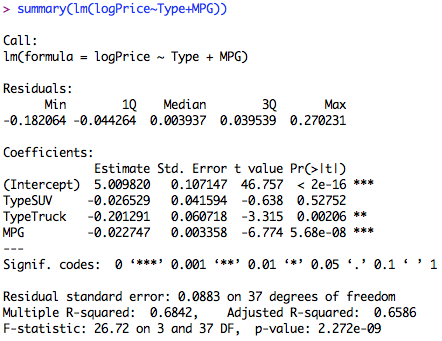 > summary(lm(logPrice~Type+MPG))
Call:
lm(formula = logPrice ~ Type + MPG)
Residuals:
      Min        1Q    Median        3Q       Max
-0.182064 -0.044264  0.003937  0.039539  0.270231
Coefficients:
             Estimate Std. Error t value Pr(>|t|)
(Intercept)  5.009820   0.107147  46.757  < 2e-16 ***
TypeSUV     -0.026529   0.041594  -0.638  0.52752
TypeTruck   -0.201291   0.060718  -3.315  0.00206 **
MPG         -0.022747   0.003358  -6.774 5.68e-08 ***
---
Signif. codes:  0 ‘***’ 0.001 ‘**’ 0.01 ‘*’ 0.05 ‘.’ 0.1 ‘ ’ 1
Residual standard error: 0.0883 on 37 degrees of freedom
Multiple R-squared:  0.6842,    Adjusted R-squared:  0.6586
F-statistic: 26.72 on 3 and 37 DF,  p-value: 2.272e-09